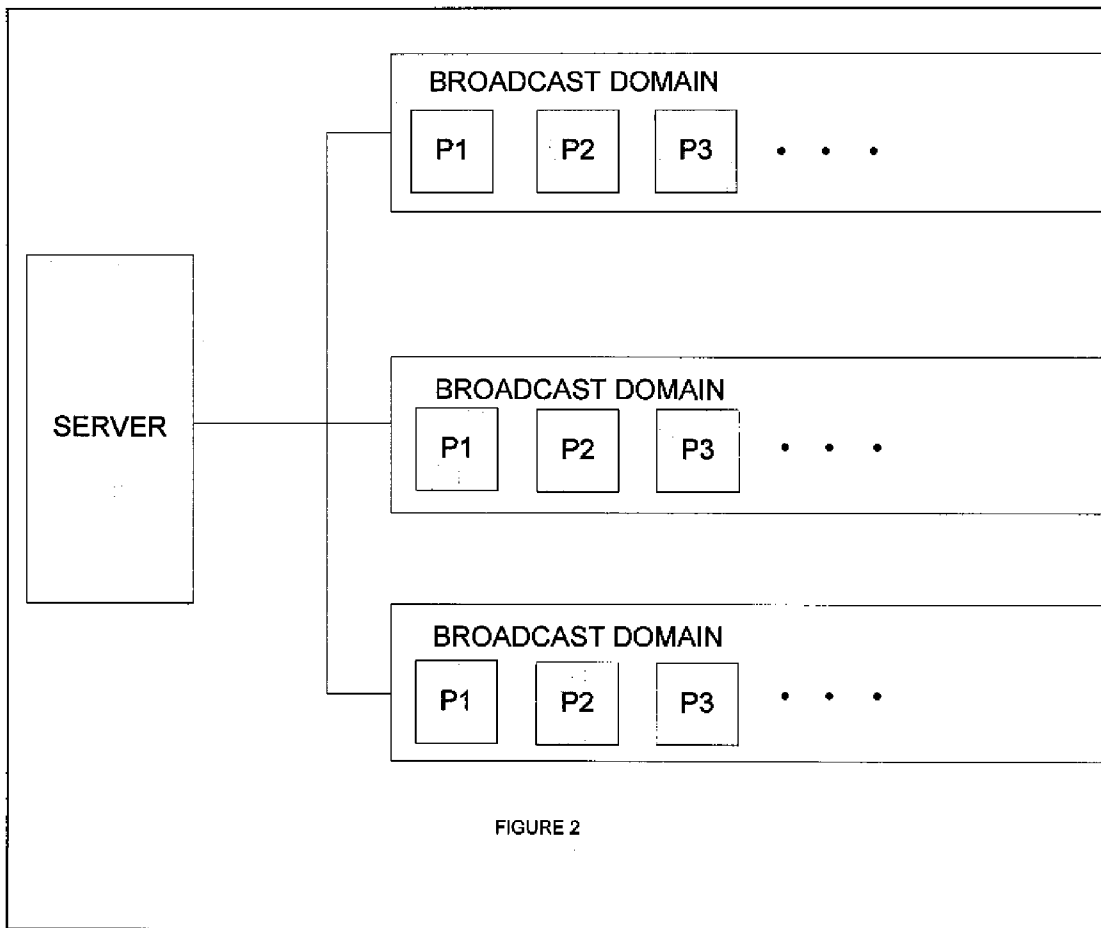 BROADCAST DOMAIN
P1 P2 P3 • • •
SERVER
BROADCAST DOMAIN
P1 P2 P3 • • •
BROADCAST DOMAIN
P1 P2 P3 • • •
FIGURE 2